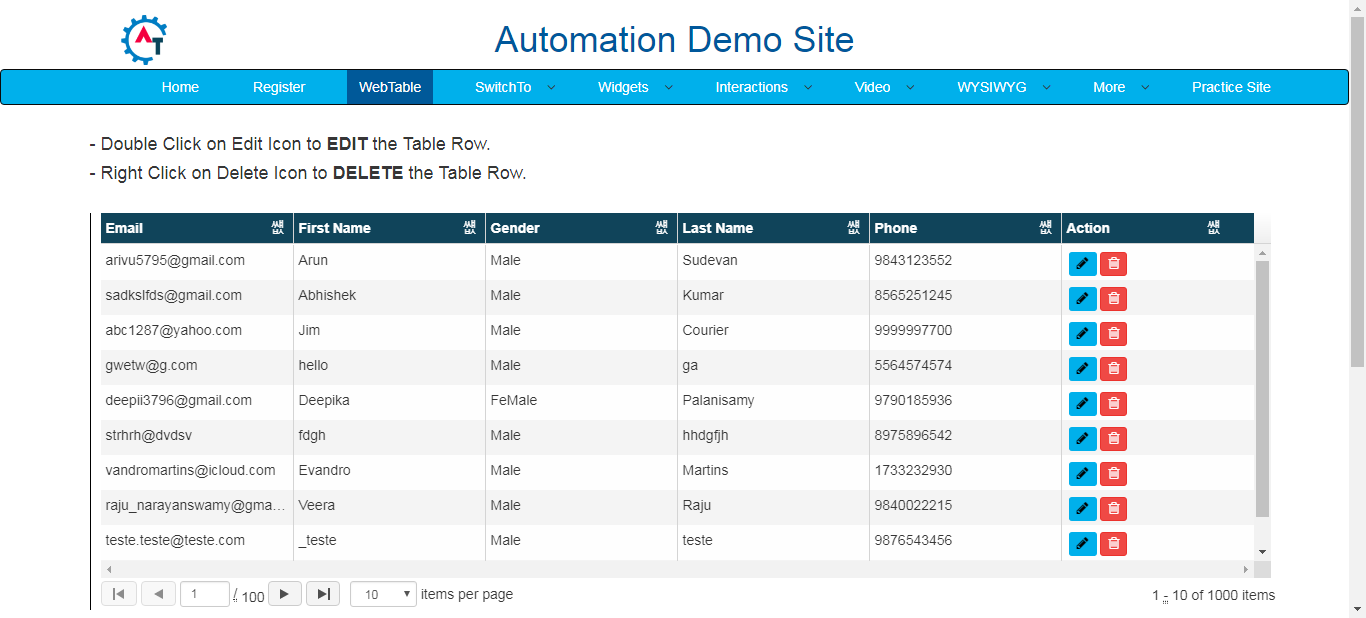 AT
Automation Demo Site
Home Register WebTable SwitchTo Widgets Interactions Video WYSIWYG More Practice Site
- Double Click on Edit Icon to EDIT the Table Row.
- Right Click on Delete Icon to DELETE the Table Row.
Email First Name Gender Last Name Phone Action
arivu5795@gmail.com Arun Male Sudevan 9843123552
sadkslfds@gmail.com Abhishek Male Kumar 8565251245
abc1287@yahoo.com Jim Male Courier 9999997700
gwetw@g.com hello Male ga 5564574574
deepii3796@gmail.com Deepika FeMale Palanisamy 9790185936
strhrh@dvdsv fdgh Male hhdgfjh 8975896542
vandromartins@icloud.com Evandro Male Martins 1733232930
raju_narayanswamy@gma... Veera Male Raju 9840022215
teste.teste@teste.com _teste Male teste 9876543456
1 / 100 10 items per page 1 - 10 of 1000 items